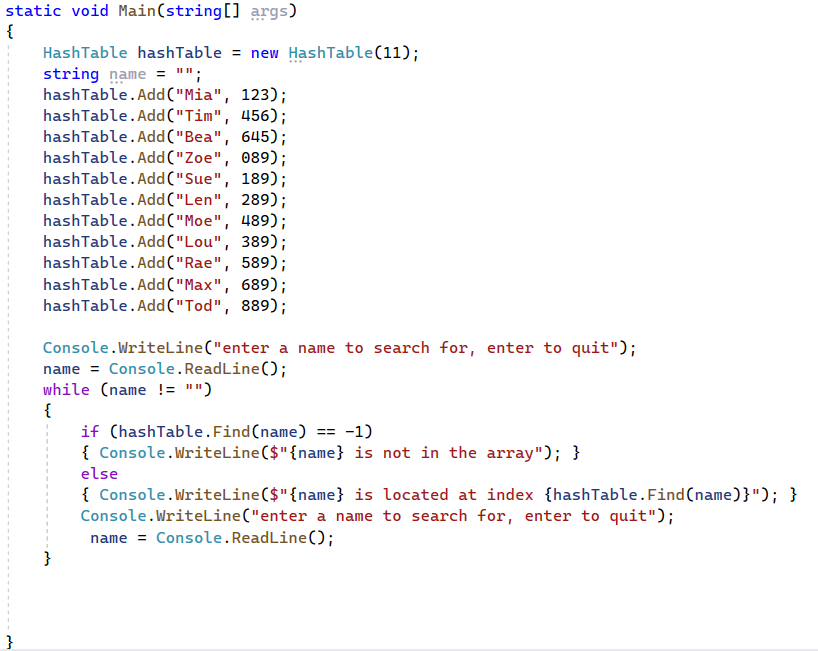 static void Main(string[] args)
{
HashTable hashTable = new HashTable(11);
string name = "";
hashTable.Add("Mia", 123);
hashTable.Add("Tim", 456);
hashTable.Add("Bea", 645);
hashTable.Add("Zoe", 089);
hashTable.Add("Sue", 189);
hashTable.Add("Len", 289);
hashTable.Add("Moe", 489);
hashTable.Add("Lou", 389);
hashTable.Add("Rae", 589);
hashTable.Add("Max", 689);
hashTable.Add("Tod", 889);
Console.WriteLine("enter a name to search for, enter to quit");
name = Console.ReadLine();
while (name != "")
{
if (hashTable.Find(name) == -1)
{ Console.WriteLine($"{name} is not in the array"); }
else
{ Console.WriteLine($"{name} is located at index {hashTable.Find(name)}"); }
Console.WriteLine("enter a name to search for, enter to quit");
name = Console.ReadLine();
}
}